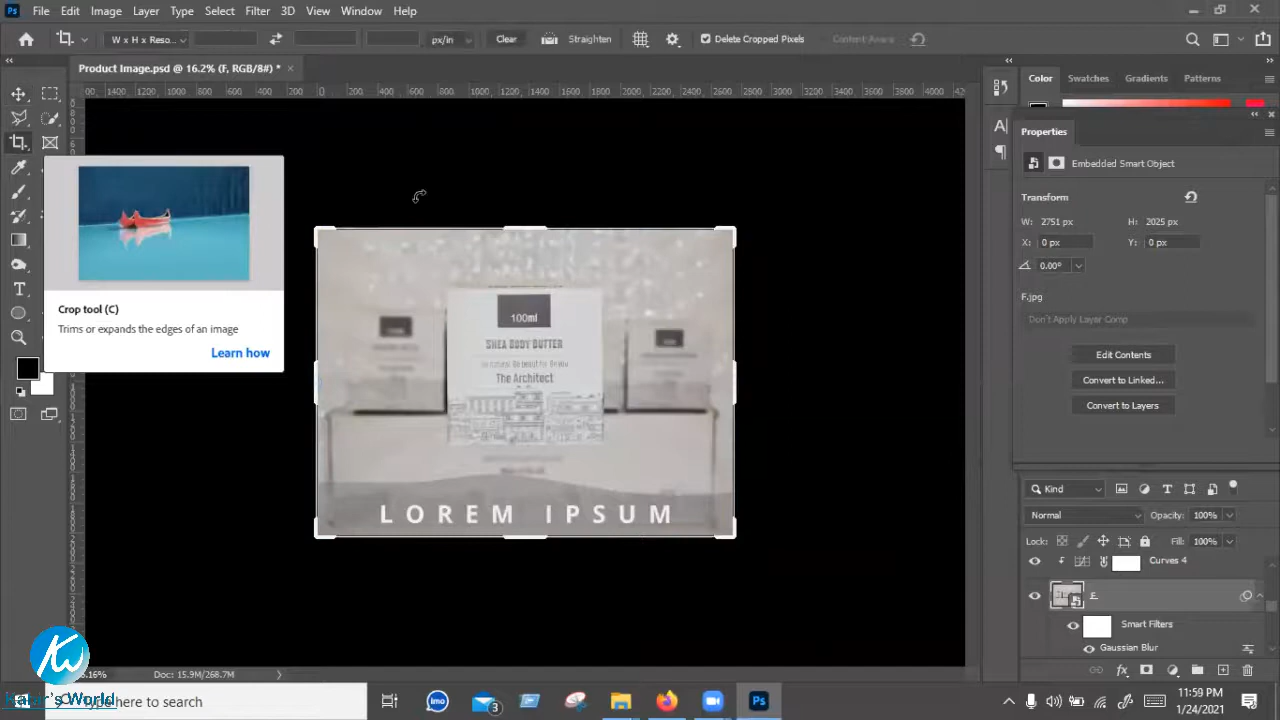 Ps File Edit Image Layer Type Select Filter 3D View Window Help
W x H x Reso... px/in Clear Straighten Delete Cropped Pixels Content-Aware
Product Image.psd @ 16.2% (F, RGB/8#) * ×
Color Swatches Gradients Patterns
Properties
Embedded Smart Object
Transform
W: 2751 px H: 2025 px
X: 0 px Y: 0 px
0.00°
F.jpg
Don't Apply Layer Comp
Edit Contents
Convert to Linked...
Convert to Layers
Crop tool (C)
Trims or expands the edges of an image
Learn how
100ml
SHEA BODY BUTTER
The Architect
LOREM IPSUM
Kind
Normal Opacity: 100%
Lock: Fill: 100%
Curves 4
F
Smart Filters
Gaussian Blur
Doc: 15.9M/268.7M
KW
Type here to search
imo
3
Ps
11:59 PM
1/24/2021